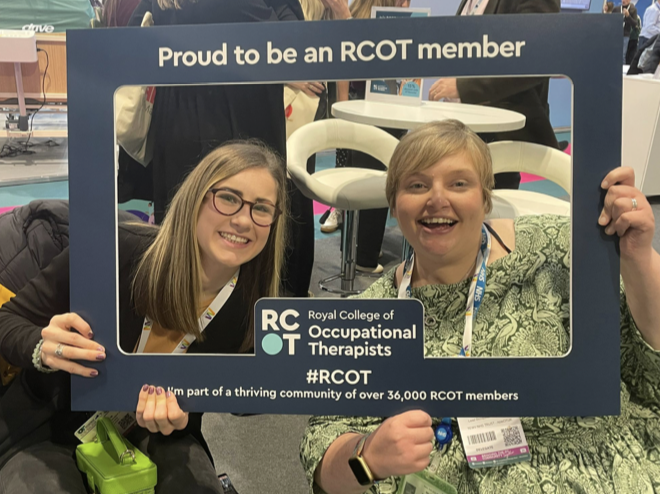 drive
Proud to be an RCOT member
RC
OT
Royal College of
Occupational
Therapists
#RCOT
I'm part of a thriving community of over 36,000 RCOT members